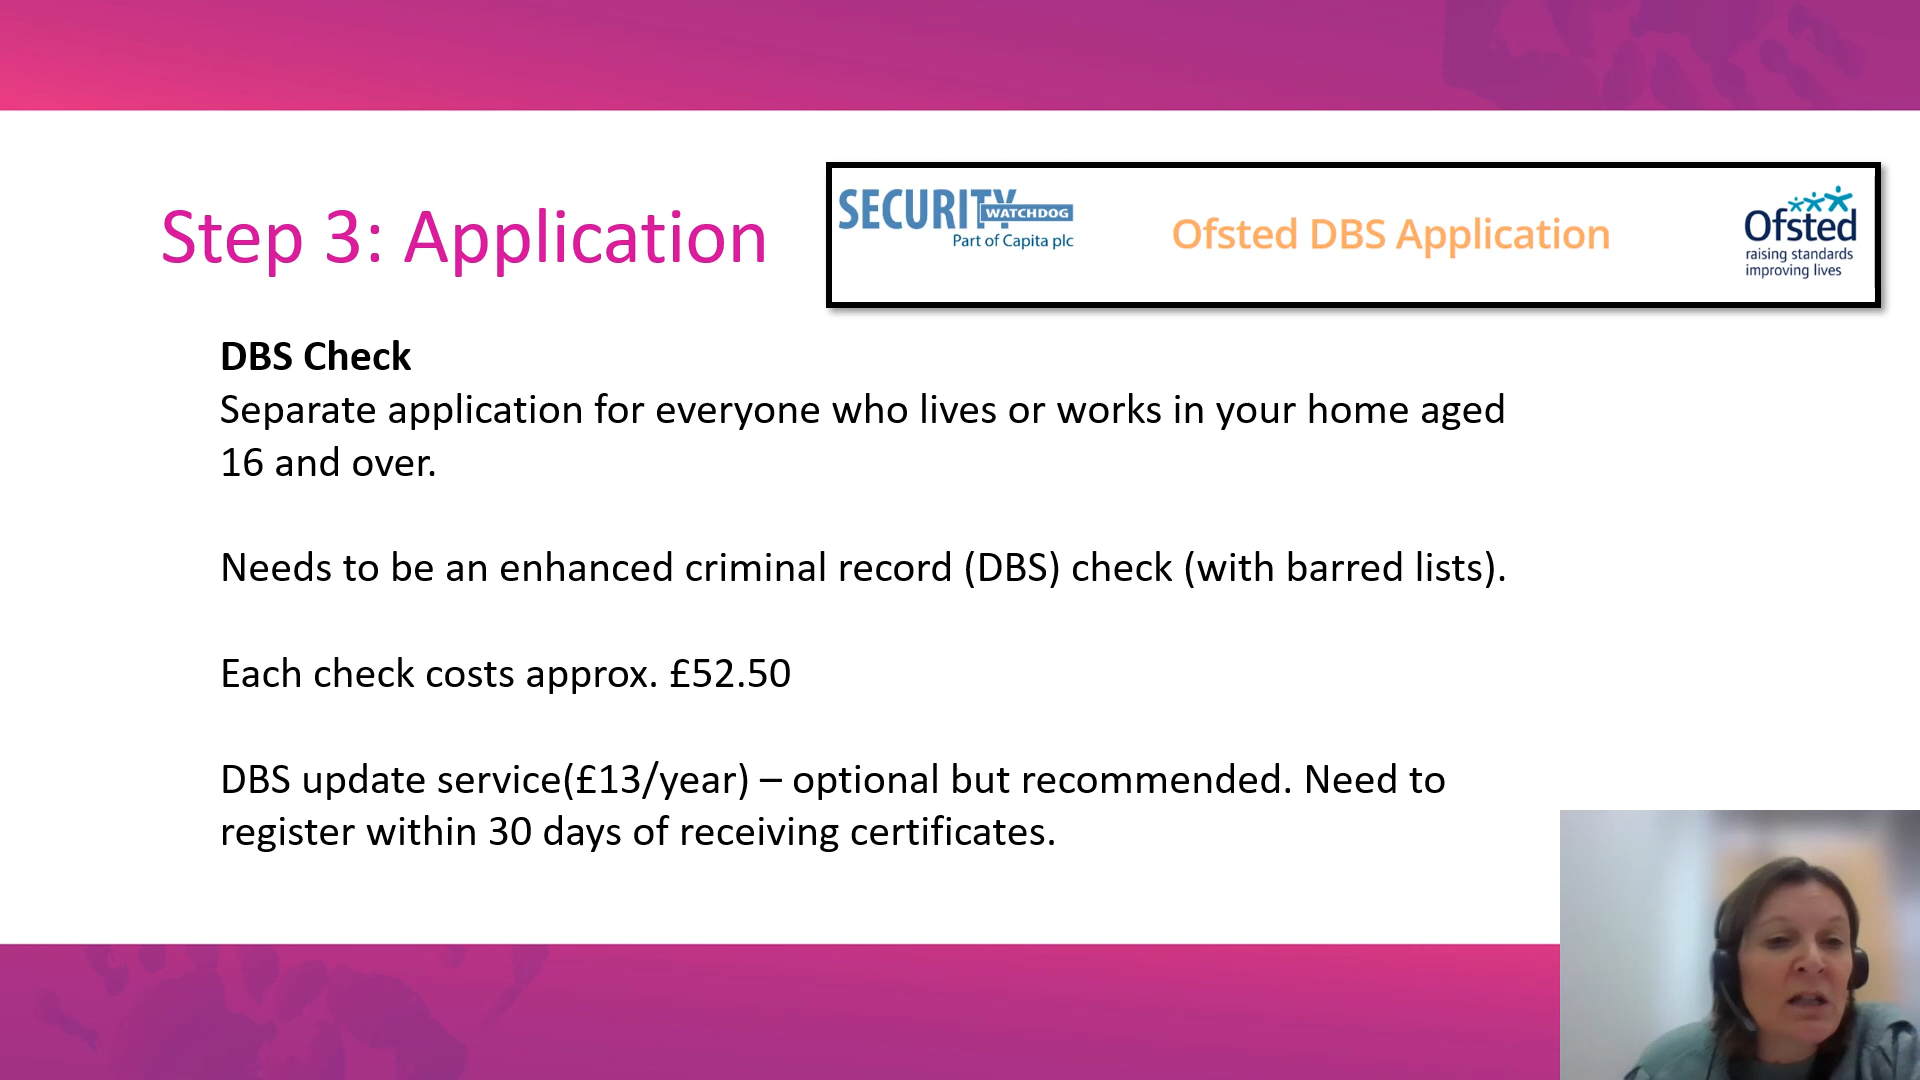 Step 3: Application
SECURITY
WATCHDOG
Part of Capita plc
Ofsted DBS Application
Ofsted
raising standards
improving lives
DBS Check
Separate application for everyone who lives or works in your home aged
16 and over.
Needs to be an enhanced criminal record (DBS) check (with barred lists).
Each check costs approx. £52.50
DBS update service(£13/year) – optional but recommended. Need to
register within 30 days of receiving certificates.